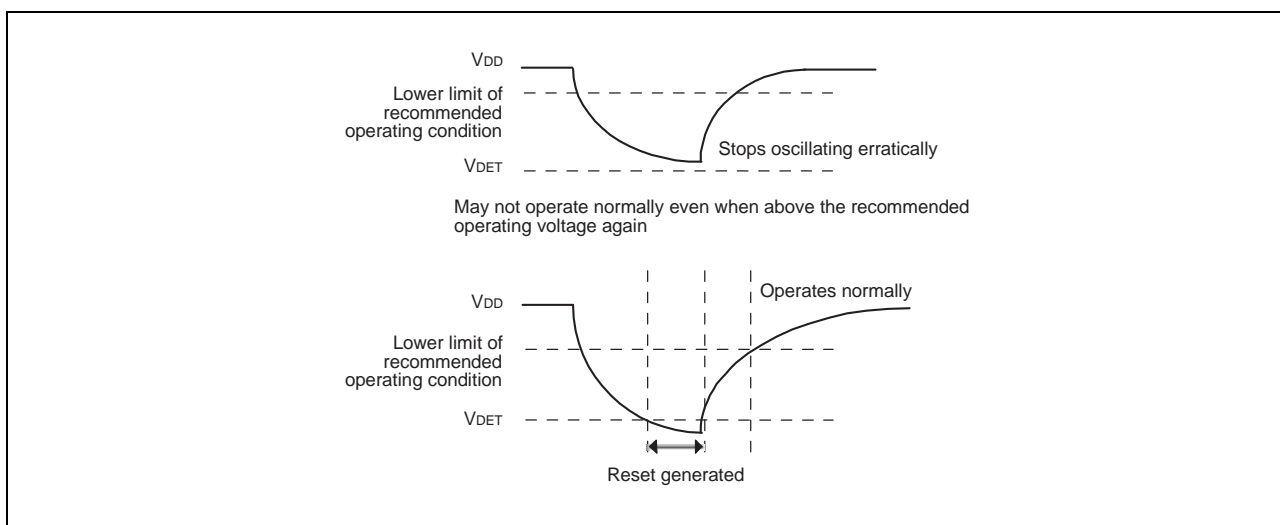 VDD
Lower limit of
recommended
operating condition
Stops oscillating erratically
VDET
May not operate normally even when above the recommended
operating voltage again
VDD
Operates normally
Lower limit of
recommended
operating condition
VDET
Reset generated